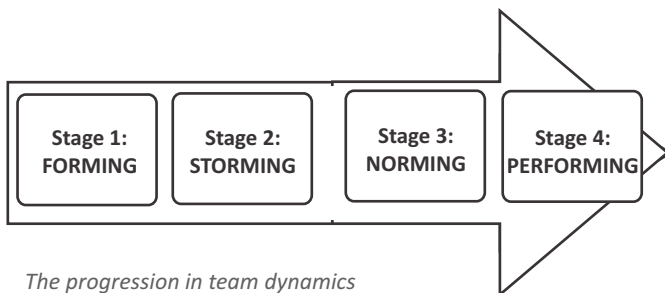 Stage 1:
FORMING
Stage 2:
STORMING
Stage 3:
NORMING
Stage 4:
PERFORMING
The progression in team dynamics